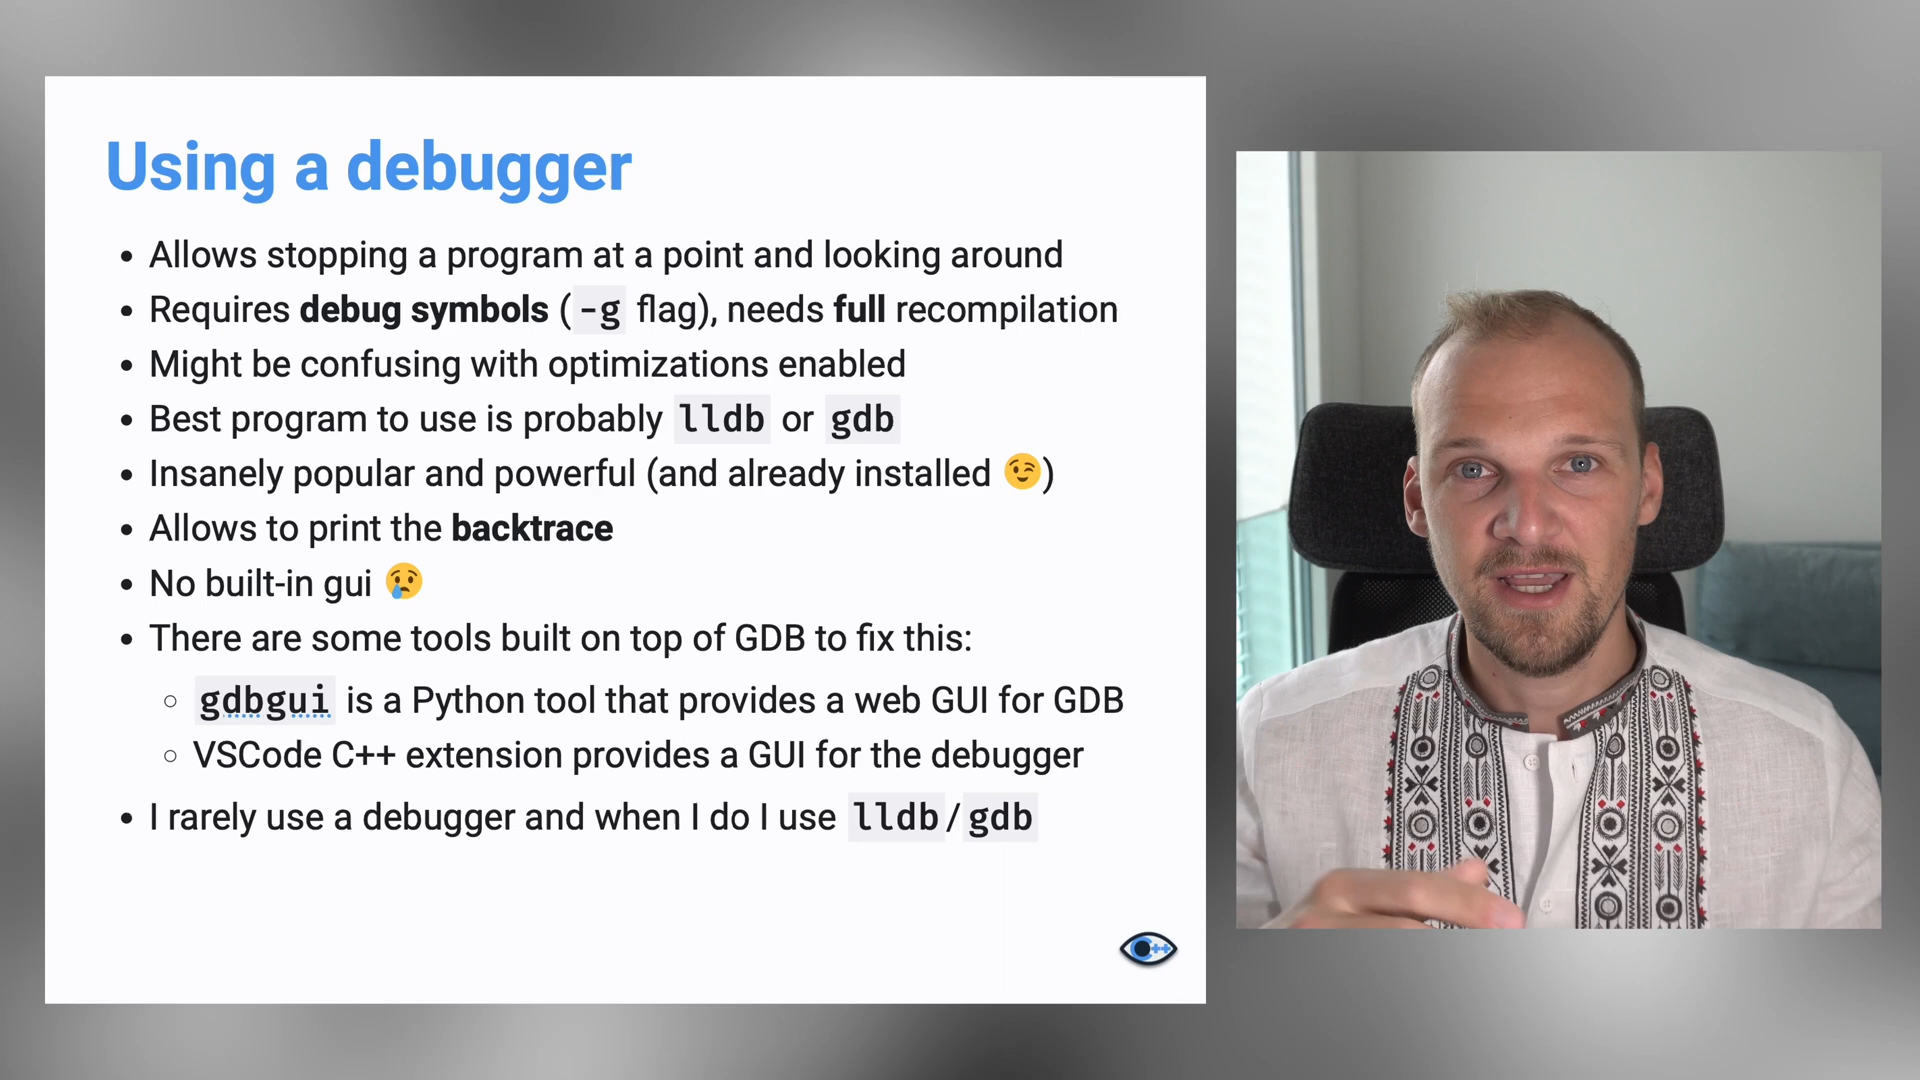 Using a debugger
• Allows stopping a program at a point and looking around
• Requires debug symbols (-g flag), needs full recompilation
• Might be confusing with optimizations enabled
• Best program to use is probably lldb or gdb
• Insanely popular and powerful (and already installed 😉)
• Allows to print the backtrace
• No built-in gui 😢
• There are some tools built on top of GDB to fix this:
◦ gdbgui is a Python tool that provides a web GUI for GDB
◦ VSCode C++ extension provides a GUI for the debugger
• I rarely use a debugger and when I do I use lldb/gdb
C++